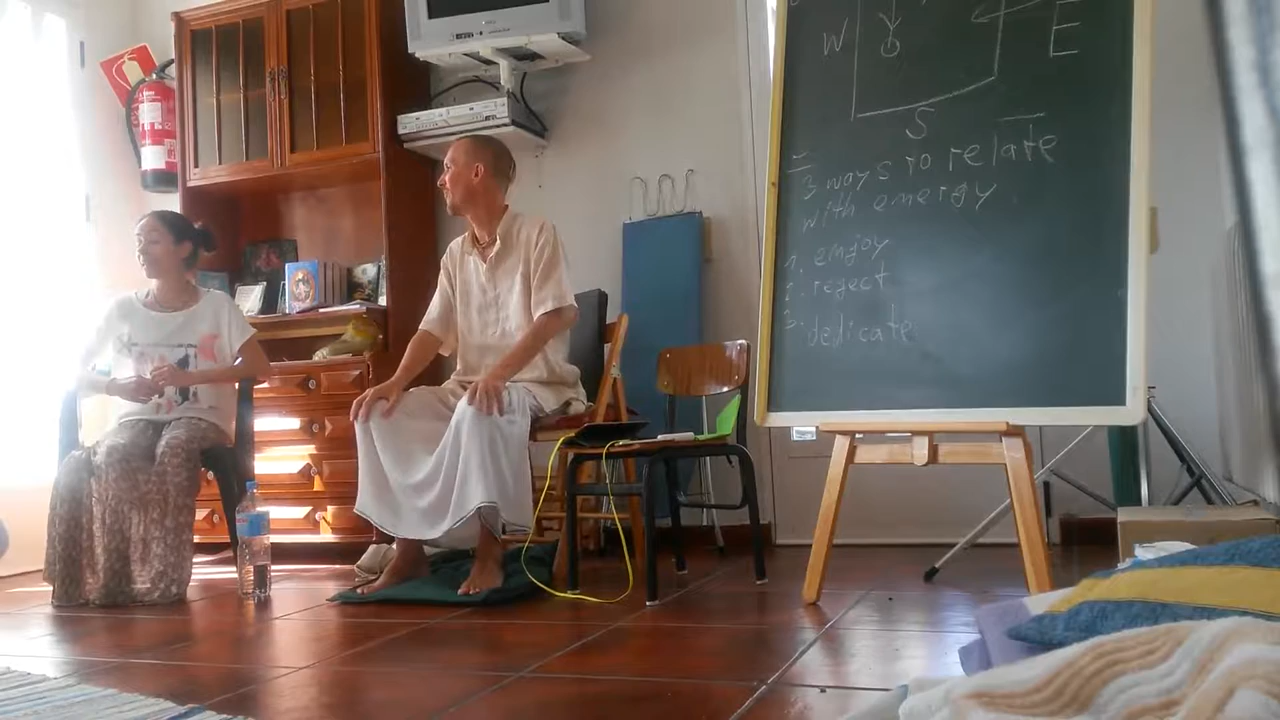 W
E
S
3 ways to relate
with energy
1. enjoy
2. reject
3. dedicate